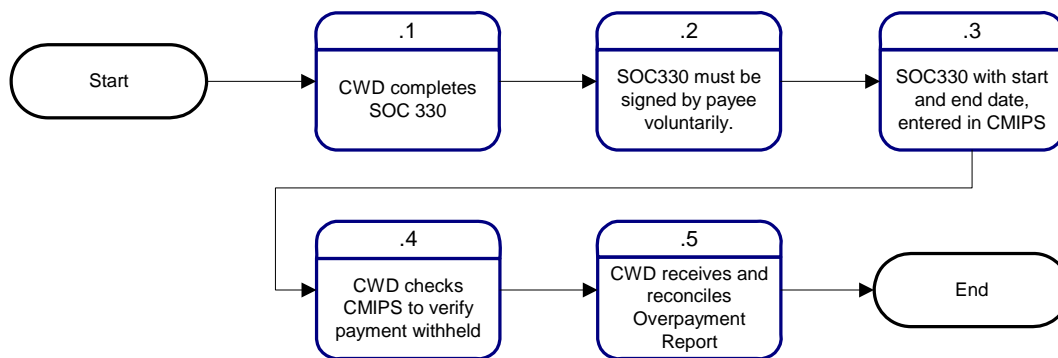 Start
.1
CWD completes
SOC 330
.2
SOC330 must be
signed by payee
voluntarily.
.3
SOC330 with start
and end date,
entered in CMIPS
.4
CWD checks
CMIPS to verify
payment withheld
.5
CWD receives and
reconciles
Overpayment
Report
End